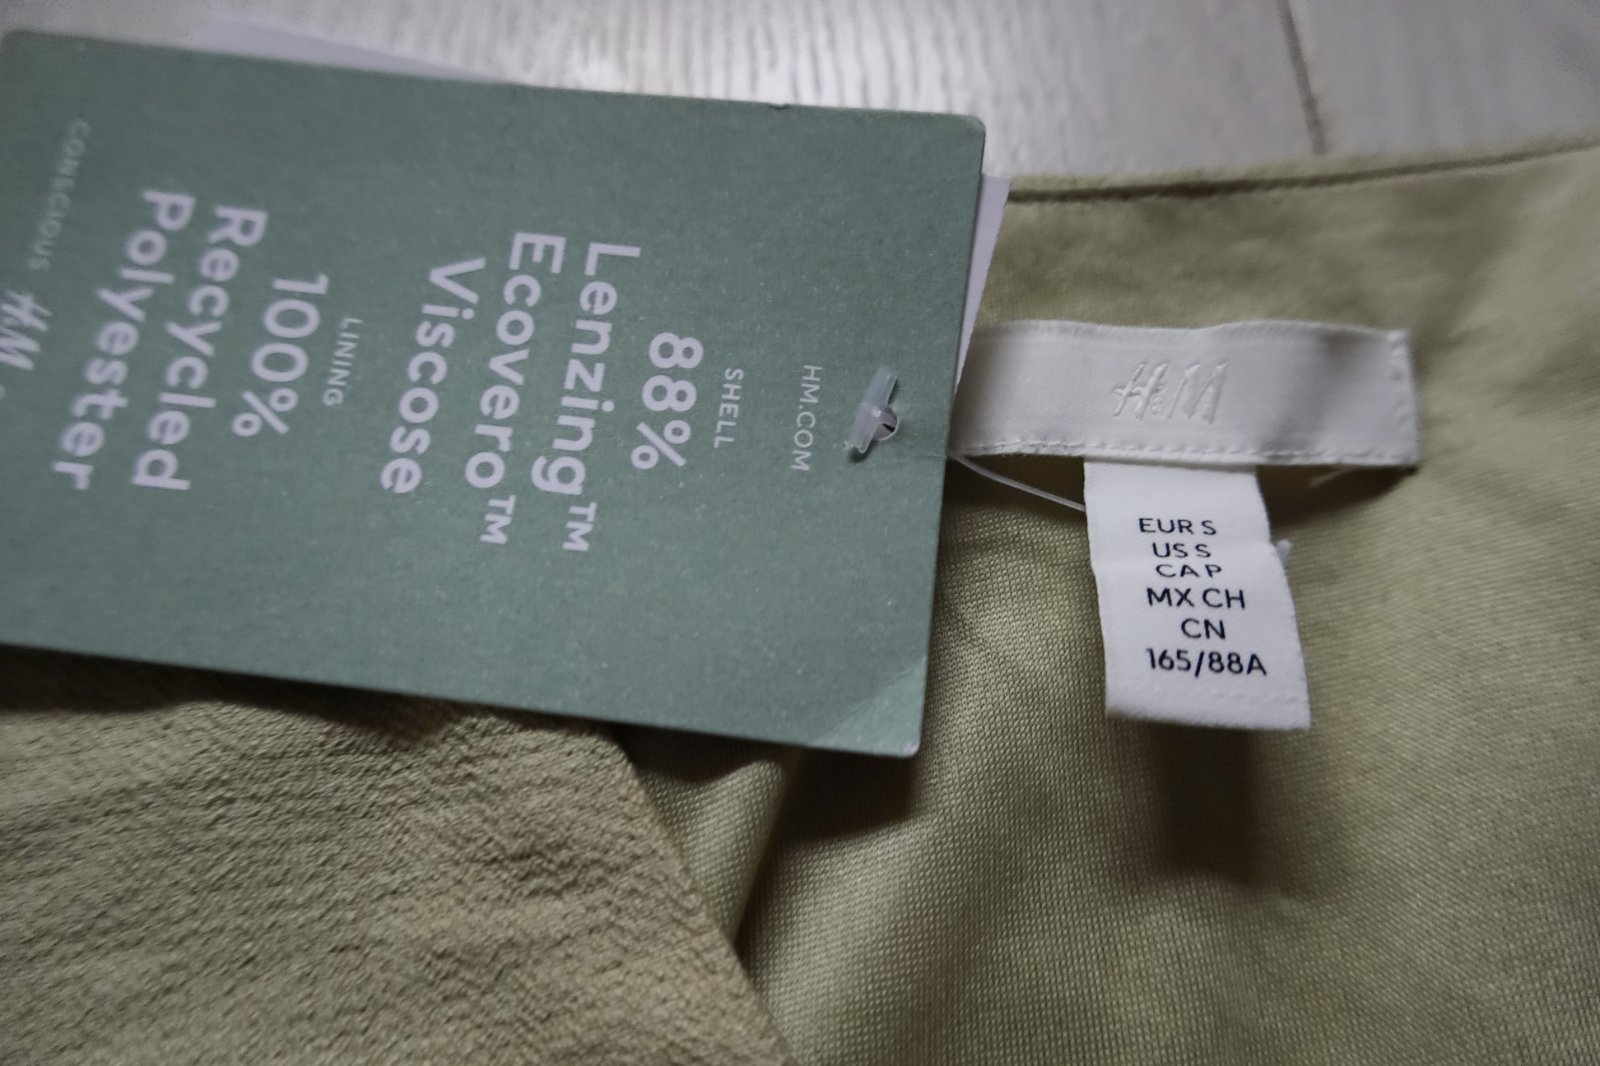 HM.COM
SHELL
88%
Lenzing™
Ecovero™
Viscose
LINING
100%
Recycled
Polyester
CONSCIOUS H&M
H&M
EUR S
US S
CA P
MX CH
CN
165/88A